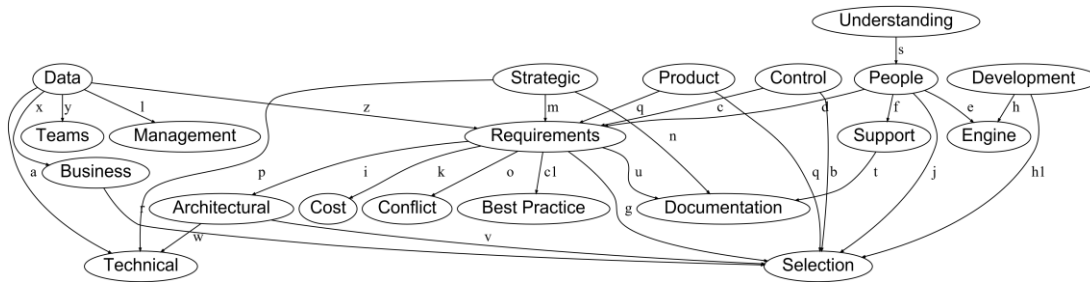 Understanding
s
Data Strategic Product Control People Development
x y l z m q c d f e h
Teams Management Requirements n Support Engine
a Business p i k o c1 u t q b j h1
Architectural Cost Conflict Best Practice g Documentation
r w v
Technical Selection